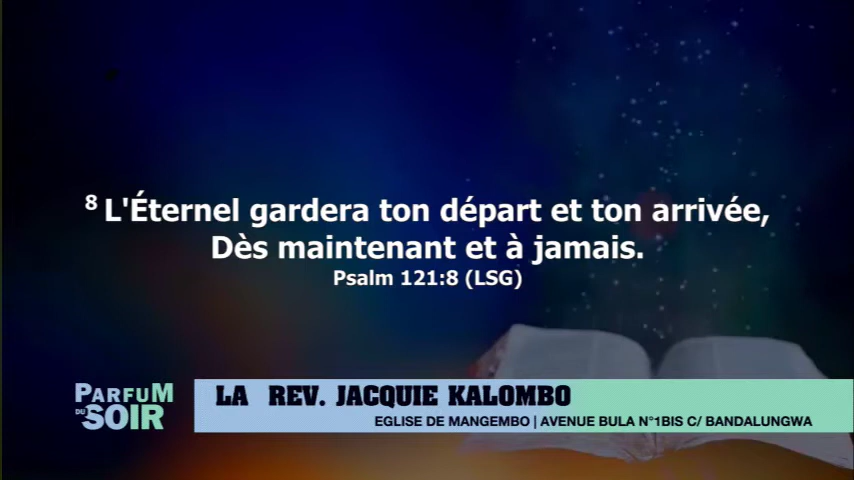 8 L'Éternel gardera ton départ et ton arrivée,
Dès maintenant et à jamais.
Psalm 121:8 (LSG)
PARFUM
DU SOIR
LA REV. JACQUIE KALOMBO
EGLISE DE MANGEMBO | AVENUE BULA N°1BIS C/ BANDALUNGWA